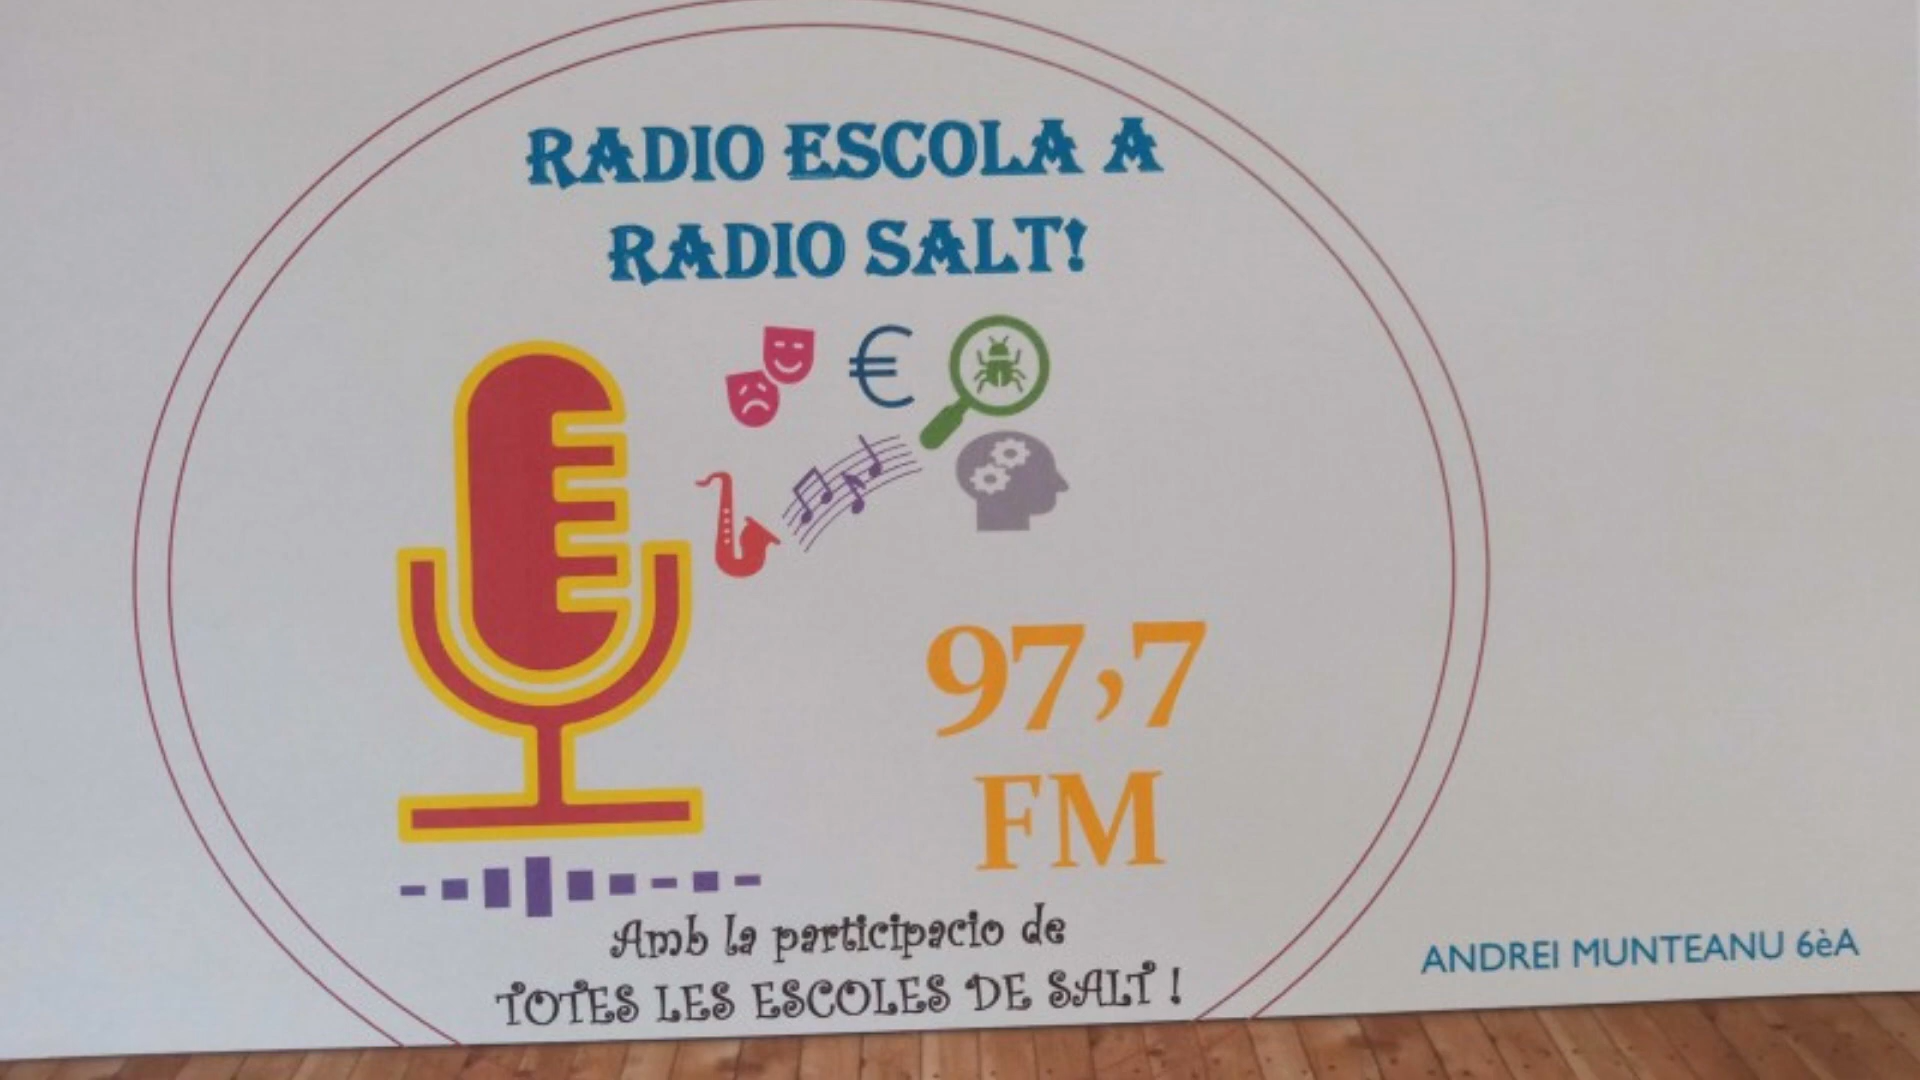 RADIO ESCOLA A
RADIO SALT!
€
97,7
FM
Amb la participacio de
TOTES LES ESCOLES DE SALT !
ANDREI MUNTEANU 6èA